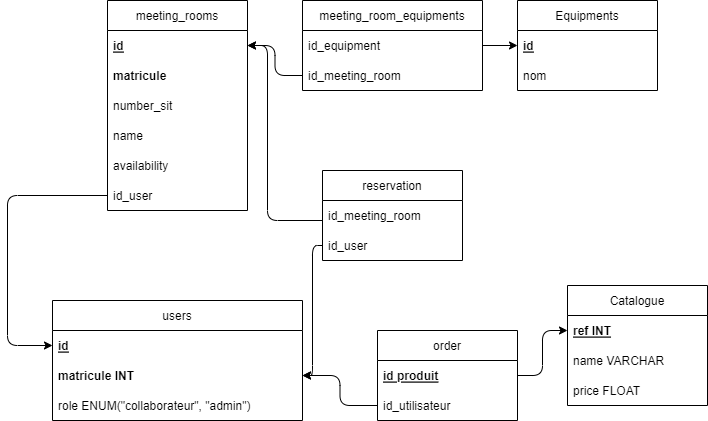 meeting_rooms
id
matricule
number_sit
name
availability
id_user
meeting_room_equipments
id_equipment
id_meeting_room
Equipments
id
nom
reservation
id_meeting_room
id_user
users
id
matricule INT
role ENUM("collaborateur", "admin")
order
id produit
id_utilisateur
Catalogue
ref INT
name VARCHAR
price FLOAT